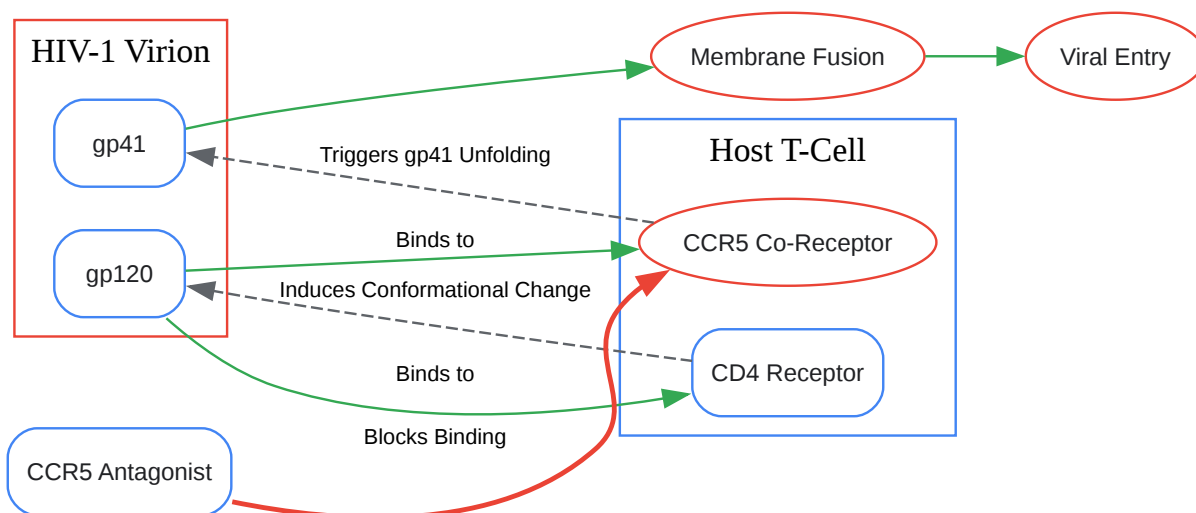 HIV-1 Virion
Membrane Fusion
Viral Entry
gp41
Triggers gp41 Unfolding
Host T-Cell
Binds to
CCR5 Co-Receptor
gp120
Induces Conformational Change
Binds to
CD4 Receptor
Blocks Binding
CCR5 Antagonist